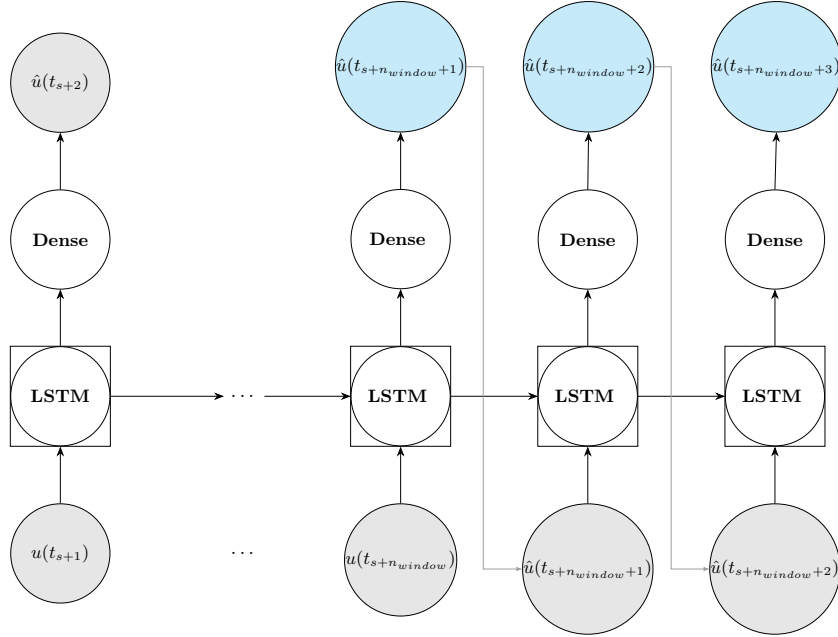 û(t_{s+2}) û(t_{s+n_{window}+1}) û(t_{s+n_{window}+2}) û(t_{s+n_{window}+3})
Dense Dense Dense Dense
LSTM ··· LSTM LSTM LSTM
u(t_{s+1}) ··· u(t_{s+n_{window}}) û(t_{s+n_{window}+1}) û(t_{s+n_{window}+2})